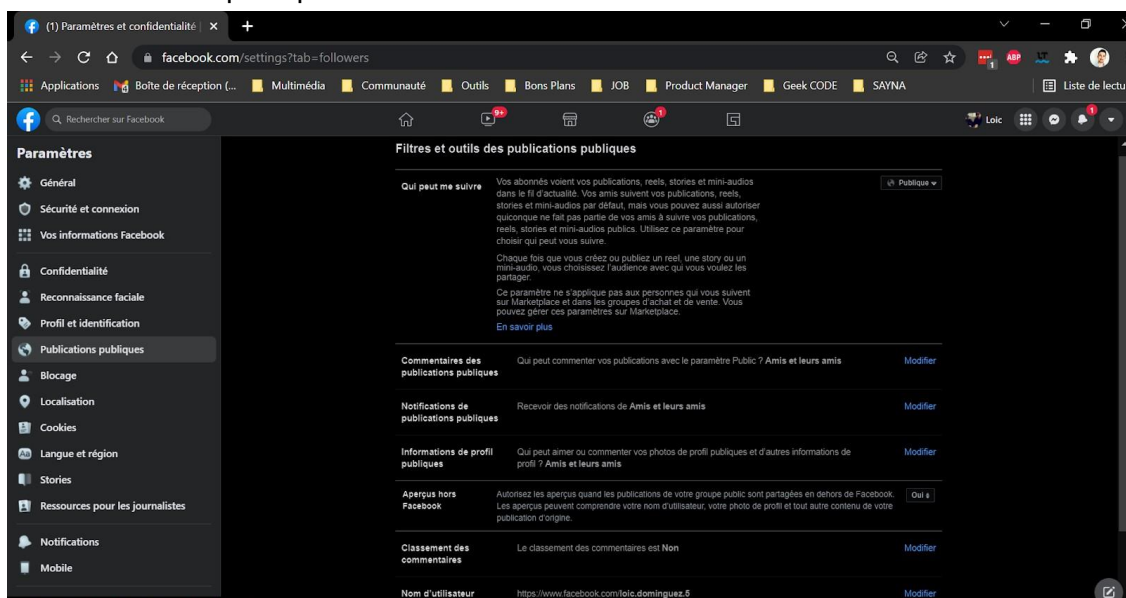 (1) Paramètres et confidentialité |
facebook.com/settings?tab=followers
ABP
LT
1
Applications
Boîte de réception (...
Multimédia
Communauté
Outils
Bons Plans
JOB
Product Manager
Geek CODE
SAYNA
Liste de lectu
Rechercher sur Facebook
9+
1
Loic
1
Paramètres
Général
Sécurité et connexion
Vos informations Facebook
Confidentialité
Reconnaissance faciale
Profil et identification
Publications publiques
Blocage
Localisation
Cookies
Langue et région
Stories
Ressources pour les journalistes
Notifications
Mobile
Filtres et outils des publications publiques
Qui peut me suivre
Vos abonnés voient vos publications, reels, stories et mini-audios
dans le fil d'actualité. Vos amis suivent vos publications, reels,
stories et mini-audios par défaut, mais vous pouvez aussi autoriser
quiconque ne fait pas partie de vos amis à suivre vos publications,
reels, stories et mini-audios publics. Utilisez ce paramètre pour
choisir qui peut vous suivre.
Chaque fois que vous créez ou publiez un reel, une story ou un
mini-audio, vous choisissez l'audience avec qui vous voulez les
partager.
Ce paramètre ne s'applique pas aux personnes qui vous suivent
sur Marketplace et dans les groupes d'achat et de vente. Vous
pouvez gérer ces paramètres sur Marketplace.
En savoir plus
Publique
Commentaires des
publications publiques
Qui peut commenter vos publications avec le paramètre Public ? Amis et leurs amis
Modifier
Notifications de
publications publiques
Recevoir des notifications de Amis et leurs amis
Modifier
Informations de profil
publiques
Qui peut aimer ou commenter vos photos de profil publiques et d'autres informations de
profil ? Amis et leurs amis
Modifier
Aperçus hors
Facebook
Autorisez les aperçus quand les publications de votre groupe public sont partagées en dehors de Facebook.
Les aperçus peuvent comprendre votre nom d'utilisateur, votre photo de profil et tout autre contenu de votre
publication d'origine.
Oui
Classement des
commentaires
Le classement des commentaires est Non
Modifier
Nom d'utilisateur
https://www.facebook.com/loic.dominguez.5
Modifier